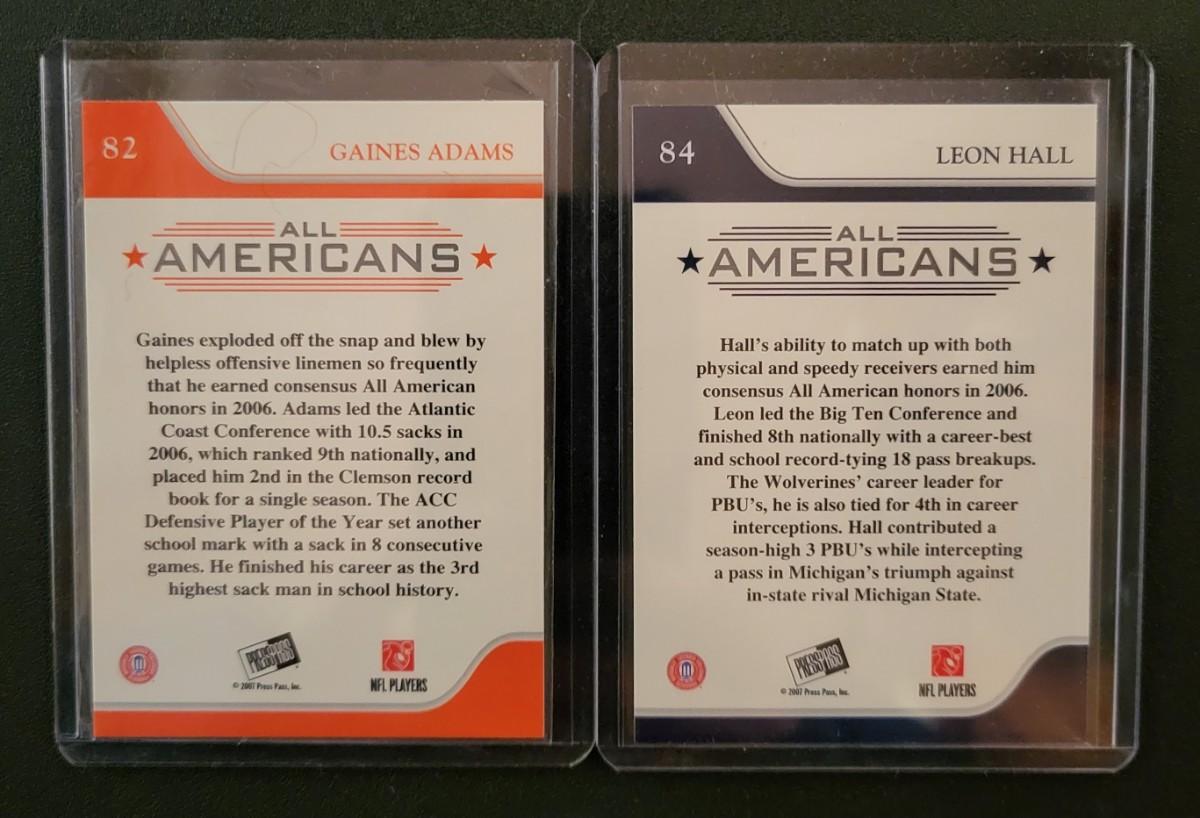 82
GAINES ADAMS
ALL
AMERICANS
Gaines exploded off the snap and blew by
helpless offensive linemen so frequently
that he earned consensus All American
honors in 2006. Adams led the Atlantic
Coast Conference with 10.5 sacks in
2006, which ranked 9th nationally, and
placed him 2nd in the Clemson record
book for a single season. The ACC
Defensive Player of the Year set another
school mark with a sack in 8 consecutive
games. He finished his career as the 3rd
highest sack man in school history.
© 2007 Press Pass, Inc.
NFL PLAYERS
84
LEON HALL
ALL
AMERICANS
Hall's ability to match up with both
physical and speedy receivers earned him
consensus All American honors in 2006.
Leon led the Big Ten Conference and
finished 8th nationally with a career-best
and school record-tying 18 pass breakups.
The Wolverines' career leader for
PBU's, he is also tied for 4th in career
interceptions. Hall contributed a
season-high 3 PBU's while intercepting
a pass in Michigan's triumph against
in-state rival Michigan State.
© 2007 Press Pass, Inc.
NFL PLAYERS